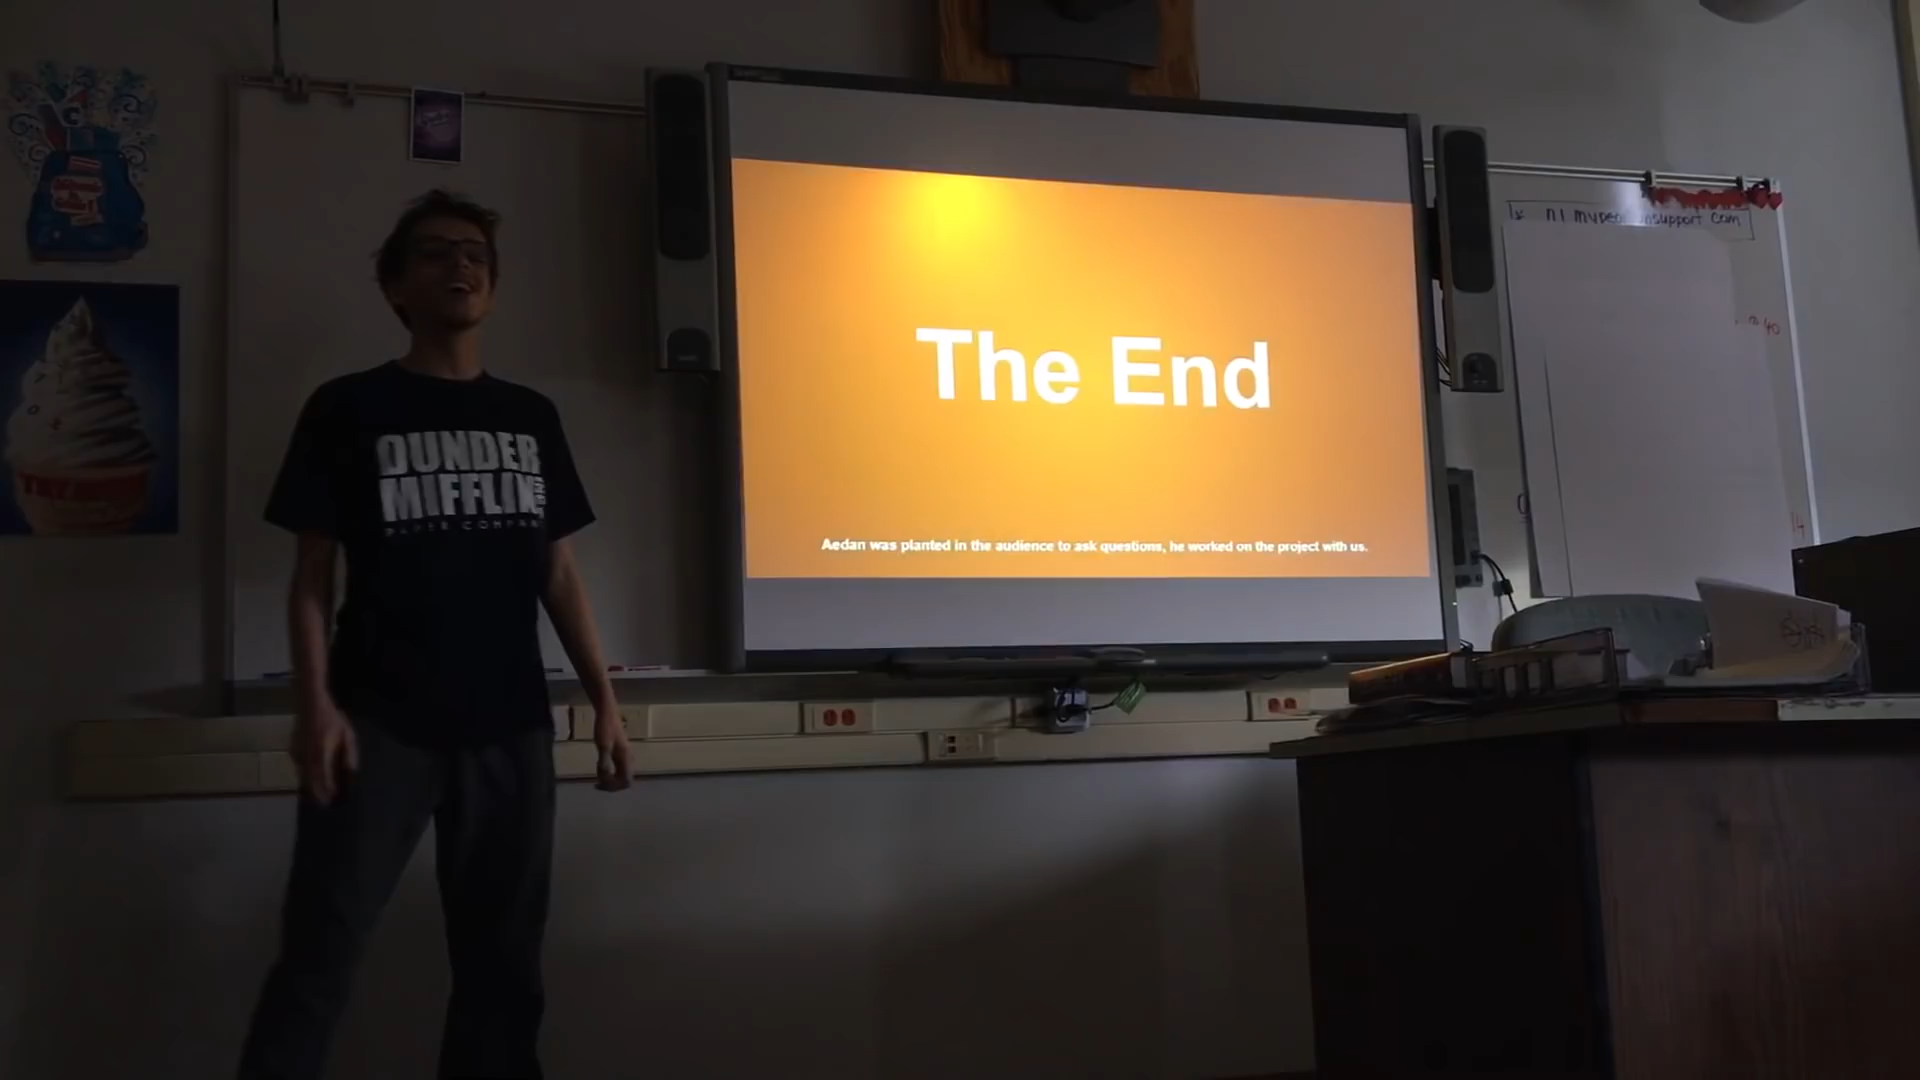 The End
Aedan was planted in the audience to ask questions, he worked on the project with us.
DUNDER
MIFFLIN
PAPER COMPANY